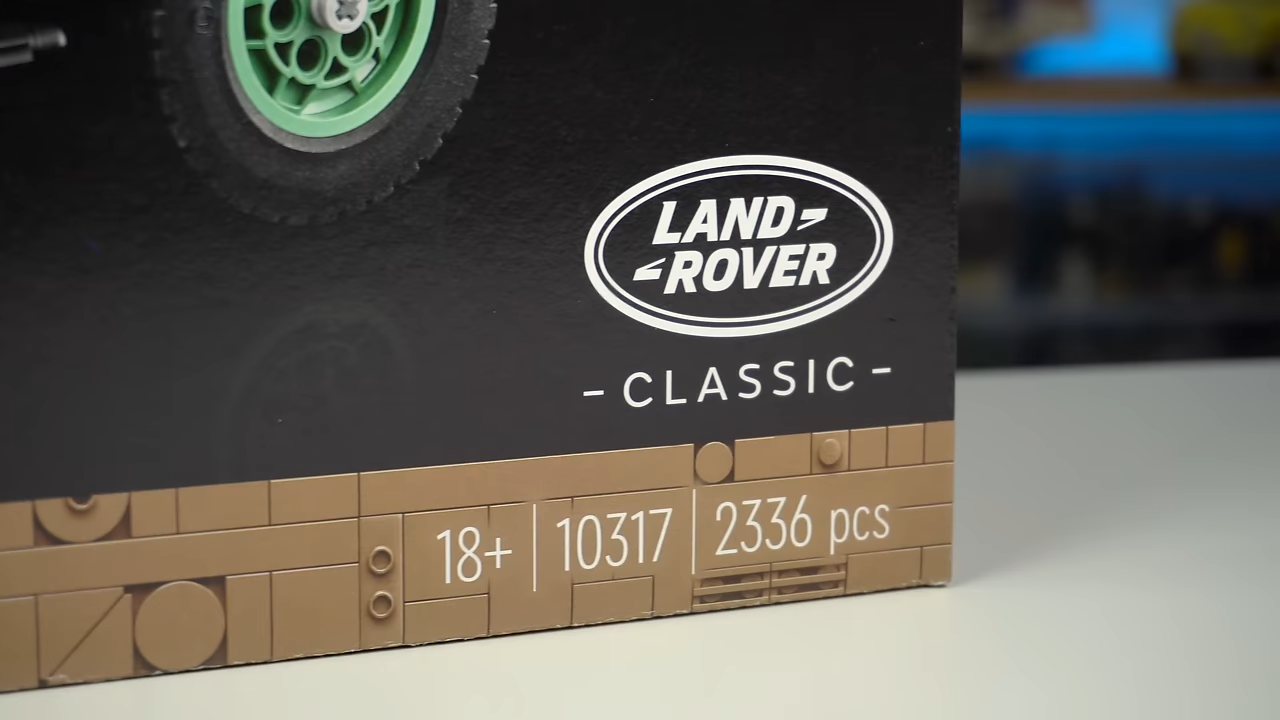 LAND
ROVER
- CLASSIC -
18+ | 10317 | 2336 pcs